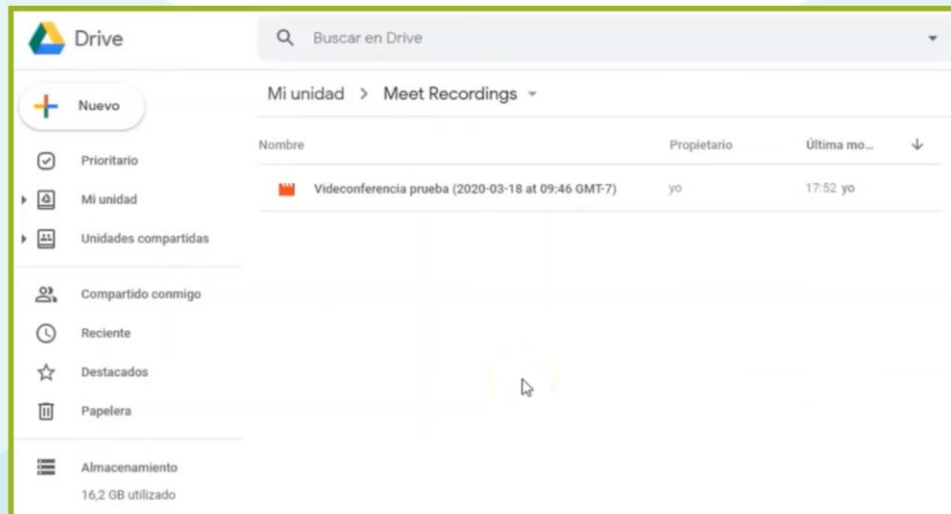 Drive
Buscar en Drive
Nuevo
Mi unidad > Meet Recordings
Nombre Propietario Última mo...
Videconferencia prueba (2020-03-18 at 09:46 GMT-7) yo 17:52 yo
Prioritario
Mi unidad
Unidades compartidas
Compartido conmigo
Reciente
Destacados
Papelera
Almacenamiento
16,2 GB utilizado